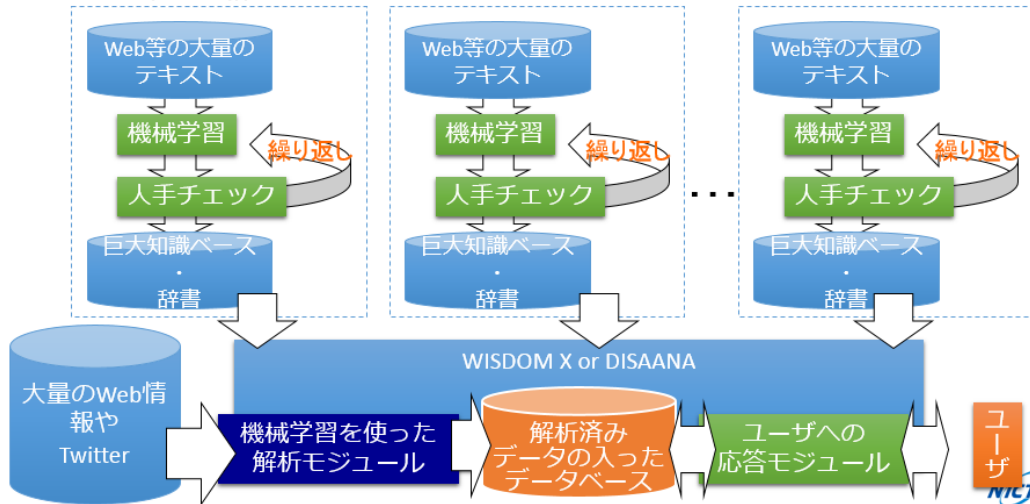 Web等の大量の
テキスト
機械学習
繰り返し
人手チェック
巨大知識ベース
・
辞書
Web等の大量の
テキスト
機械学習
繰り返し
人手チェック
巨大知識ベース
・
辞書
・・・
Web等の大量の
テキスト
機械学習
繰り返し
人手チェック
巨大知識ベース
・
辞書
WISDOM X or DISAANA
大量のWeb情
報や
Twitter
機械学習を使った
解析モジュール
解析済み
データの入った
データベース
ユーザへの
応答モジュール
ユーザ
NICT